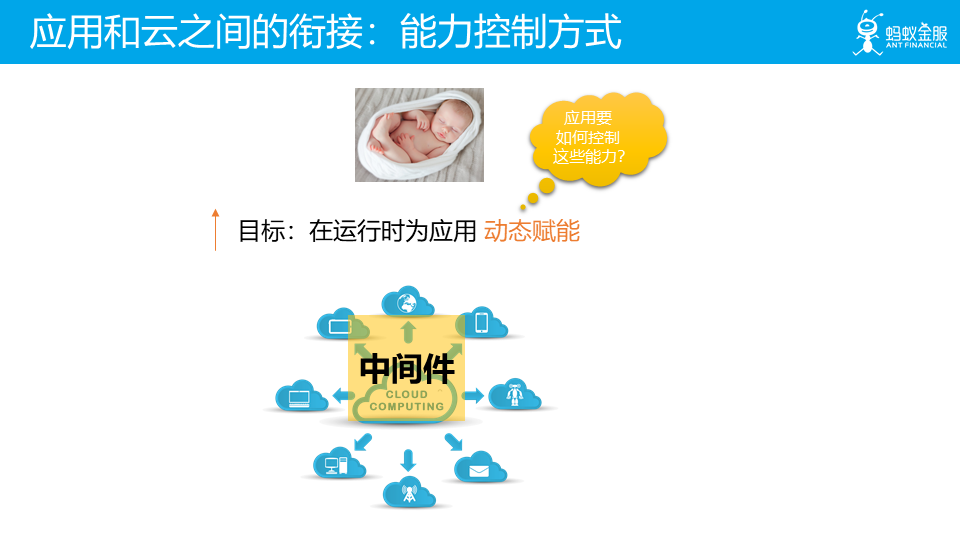 应用和云之间的衔接：能力控制方式
蚂蚁金服
ANT FINANCIAL
应用要
如何控制
这些能力？
目标：在运行时为应用 动态赋能
中间件
CLOUD
COMPUTING